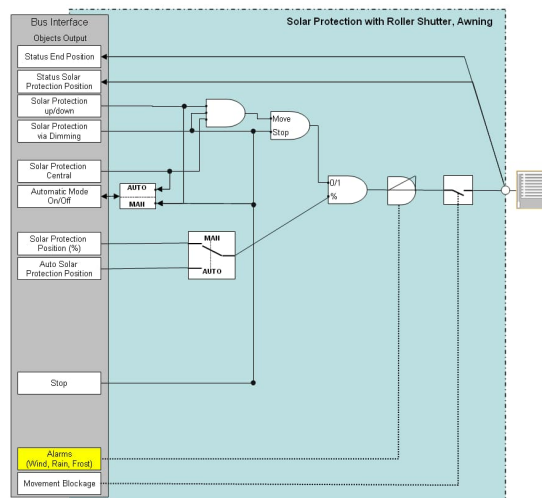 Bus Interface
Solar Protection with Roller Shutter, Awning
Objects Output
Status End Position
Status Solar
Protection Position
Solar Protection
up/down
Solar Protection
via Dimming
Move
Stop
Solar Protection
Central
Automatic Mode
On/Off
AUTO
MAH
0/1
%
Solar Protection
Position (%)
Auto Solar
Protection Position
MAH
AUTO
Stop
Alarms
(Wind, Rain, Frost)
Movement Blockage